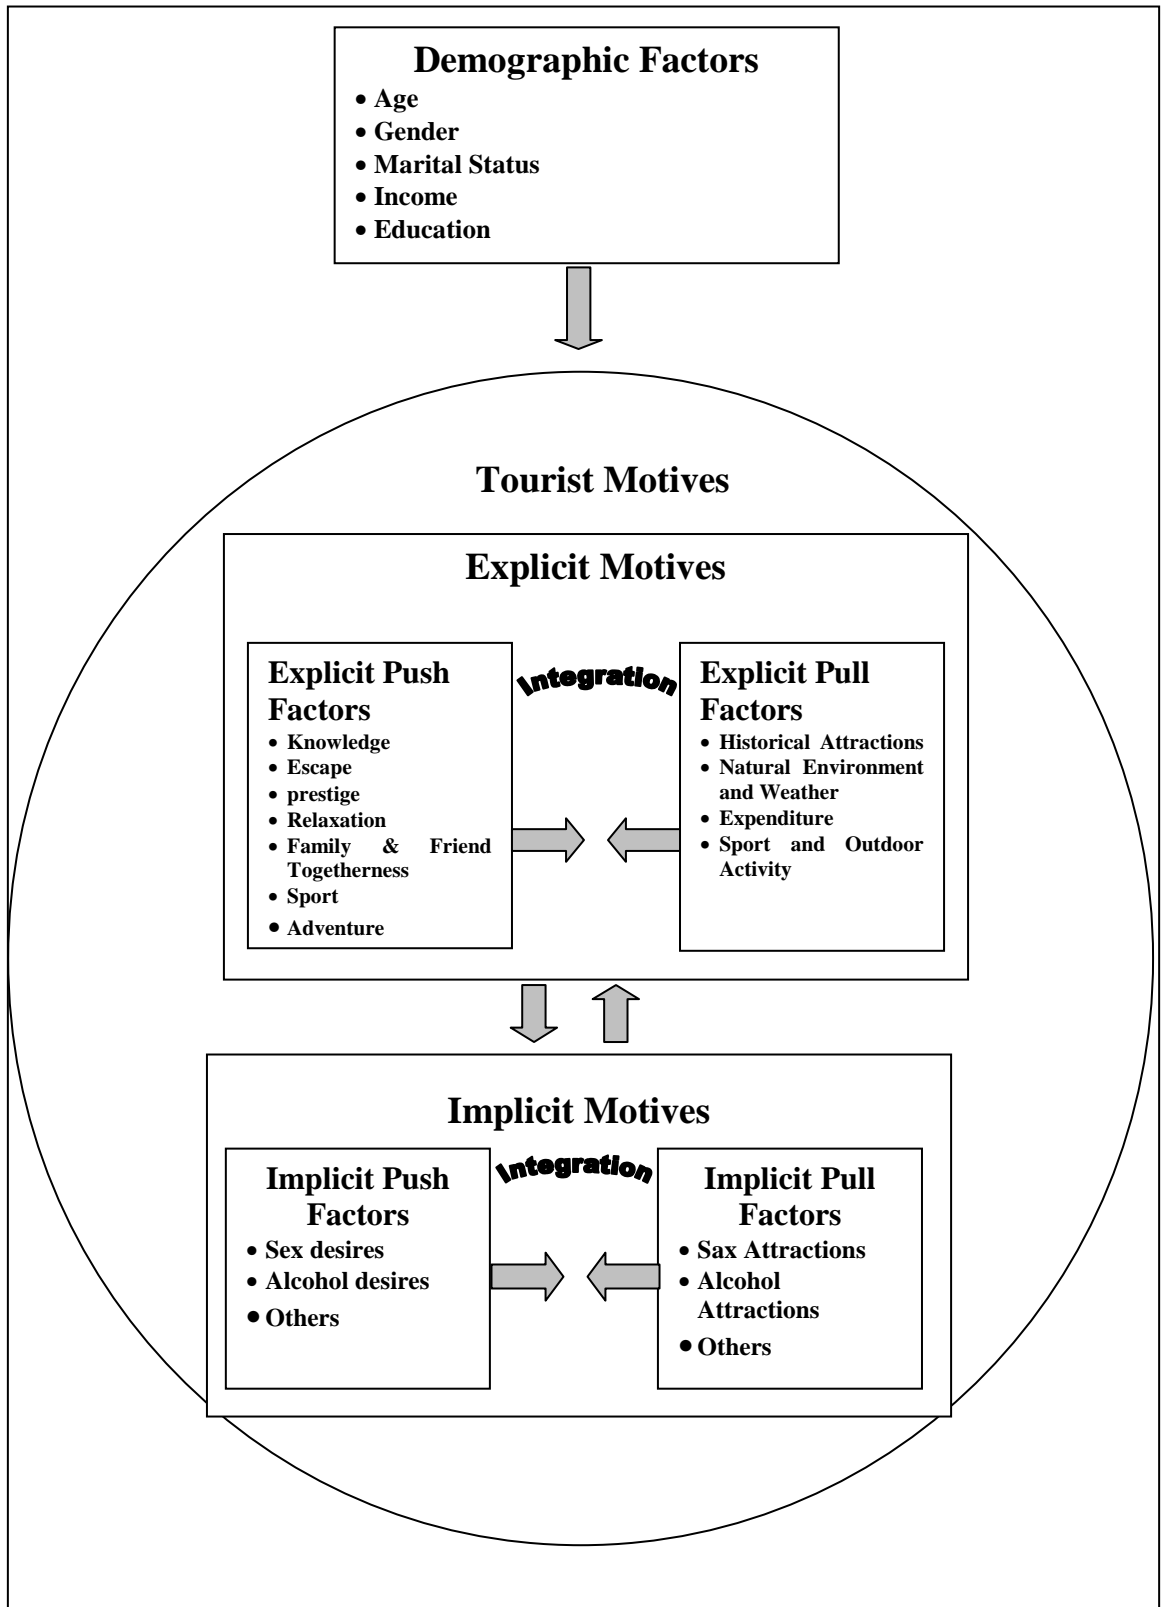 Demographic Factors
• Age
• Gender
• Marital Status
• Income
• Education
Tourist Motives
Explicit Motives
Explicit Push
Factors
• Knowledge
• Escape
• prestige
• Relaxation
• Family & Friend
Togetherness
• Sport
• Adventure
Integration
Explicit Pull
Factors
• Historical Attractions
• Natural Environment
and Weather
• Expenditure
• Sport and Outdoor
Activity
Implicit Motives
Implicit Push
Factors
• Sex desires
• Alcohol desires
• Others
Integration
Implicit Pull
Factors
• Sax Attractions
• Alcohol
Attractions
• Others